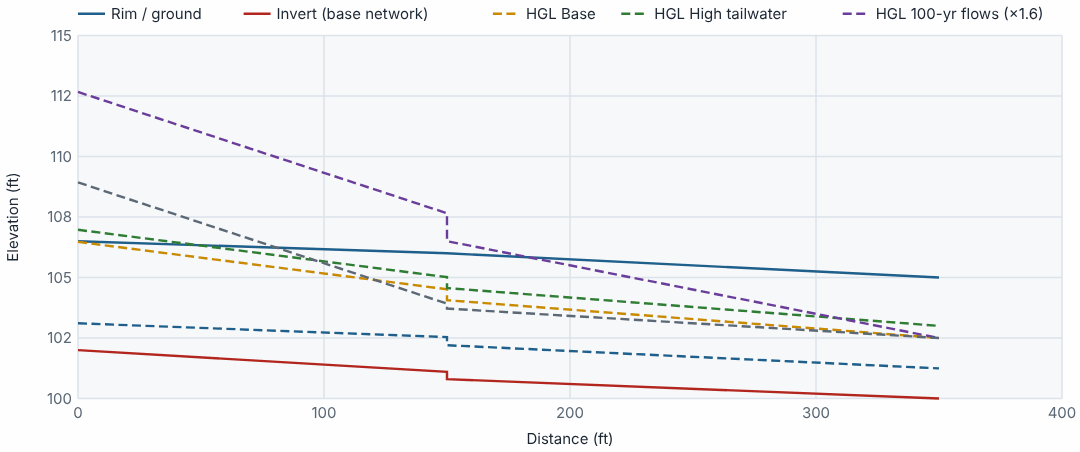 Rim / ground Invert (base network) HGL Base HGL High tailwater HGL 100-yr flows (×1.6)
115
112
110
108
105
102
100
0 100 200 300 400
Elevation (ft)
Distance (ft)